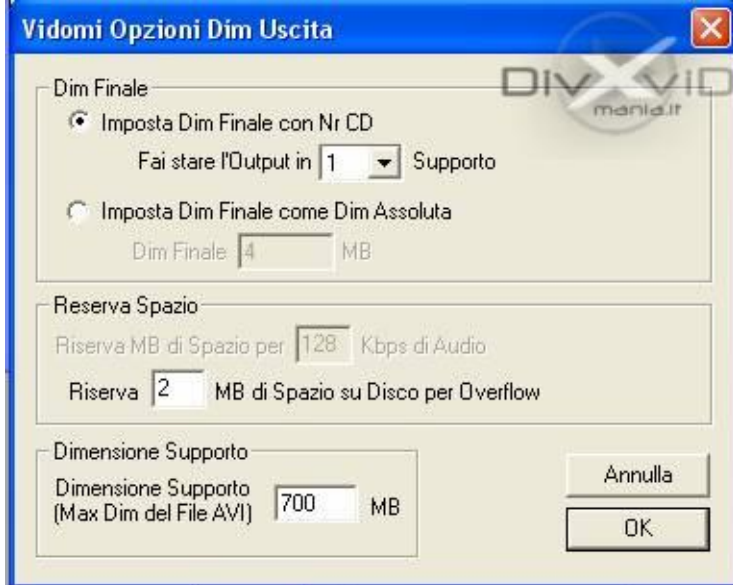 Vidomi Opzioni Dim Uscita
DivXviD
mania.it
Dim Finale
Imposta Dim Finale con Nr CD
Fai stare l'Output in 1 Supporto
Imposta Dim Finale come Dim Assoluta
Dim Finale 4 MB
Reserva Spazio
Riserva MB di Spazio per 128 Kbps di Audio
Riserva 2 MB di Spazio su Disco per Overflow
Dimensione Supporto
Dimensione Supporto
(Max Dim del File AVI) 700 MB
Annulla
OK